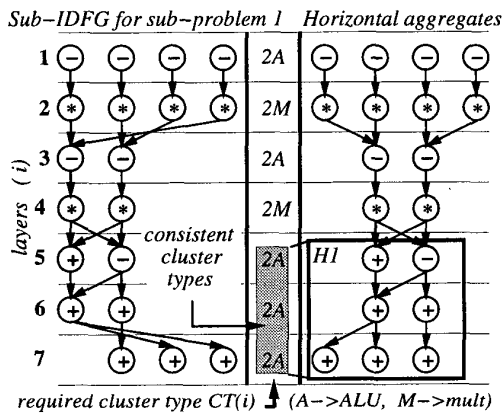 Sub-IDFG for sub-problem 1 Horizontal aggregates
layers (i)
1 - - - - 2A - - - -
2 * * * * 2M * * * *
3 - - 2A - -
4 * * 2M * *
consistent
cluster
types
5 + - 2A H1 + -
6 + + 2A + +
7 + + + 2A + + +
required cluster type CT(i) (A->ALU, M->mult)